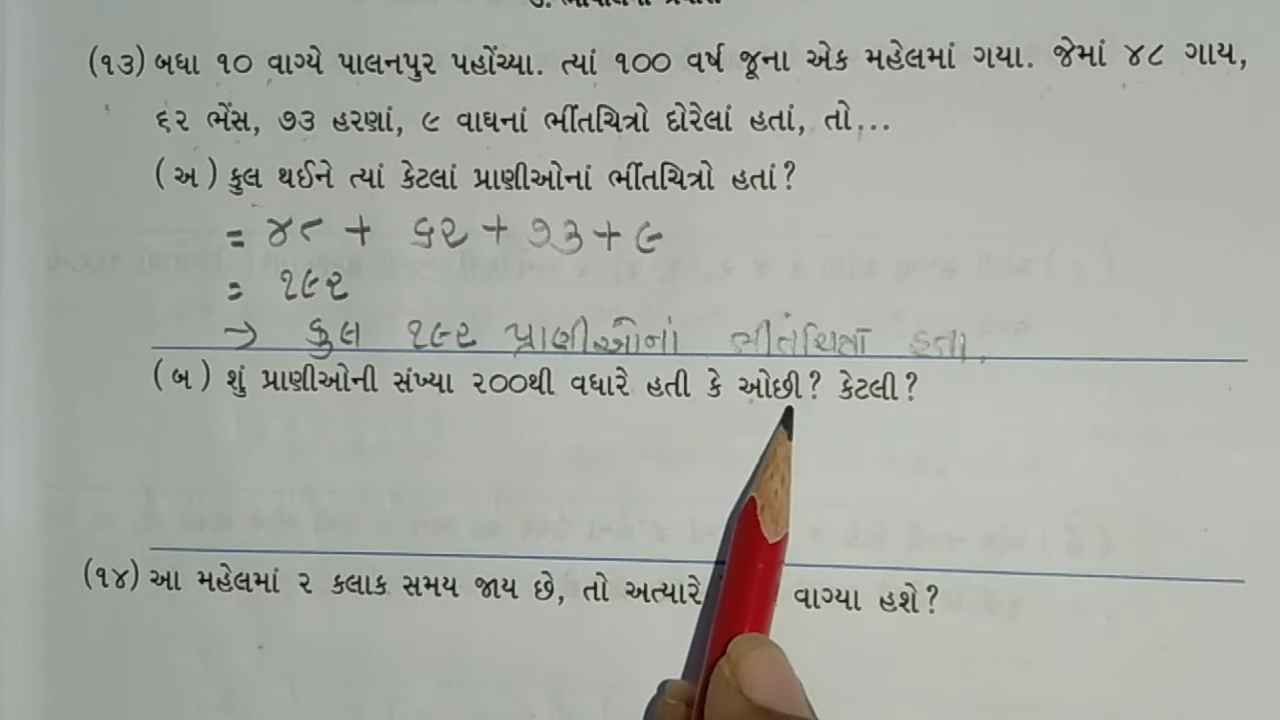 (૧૩) બધા ૧૦ વાગ્યે પાલનપુર પહોંચ્યા. ત્યાં ૧૦૦ વર્ષ જૂના એક મહેલમાં ગયા. જેમાં ૪૮ ગાય,
૬૨ ભેંસ, ૭૩ હરણાં, ૯ વાઘનાં ભીંતચિત્રો દોરેલાં હતાં, તો...
(અ) કુલ થઈને ત્યાં કેટલાં પ્રાણીઓનાં ભીંતચિત્રો હતાં?
= ૪૮ + ૬૨ + ૭૩ + ૯
= ૧૯૨
→ કુલ ૧૯૨ પ્રાણીઓનાં ભીંતચિત્રો હતા.
(બ) શું પ્રાણીઓની સંખ્યા ૨૦૦થી વધારે હતી કે ઓછી? કેટલી?
(૧૪) આ મહેલમાં ૨ કલાક સમય જાય છે, તો અત્યારે વાગ્યા હશે?